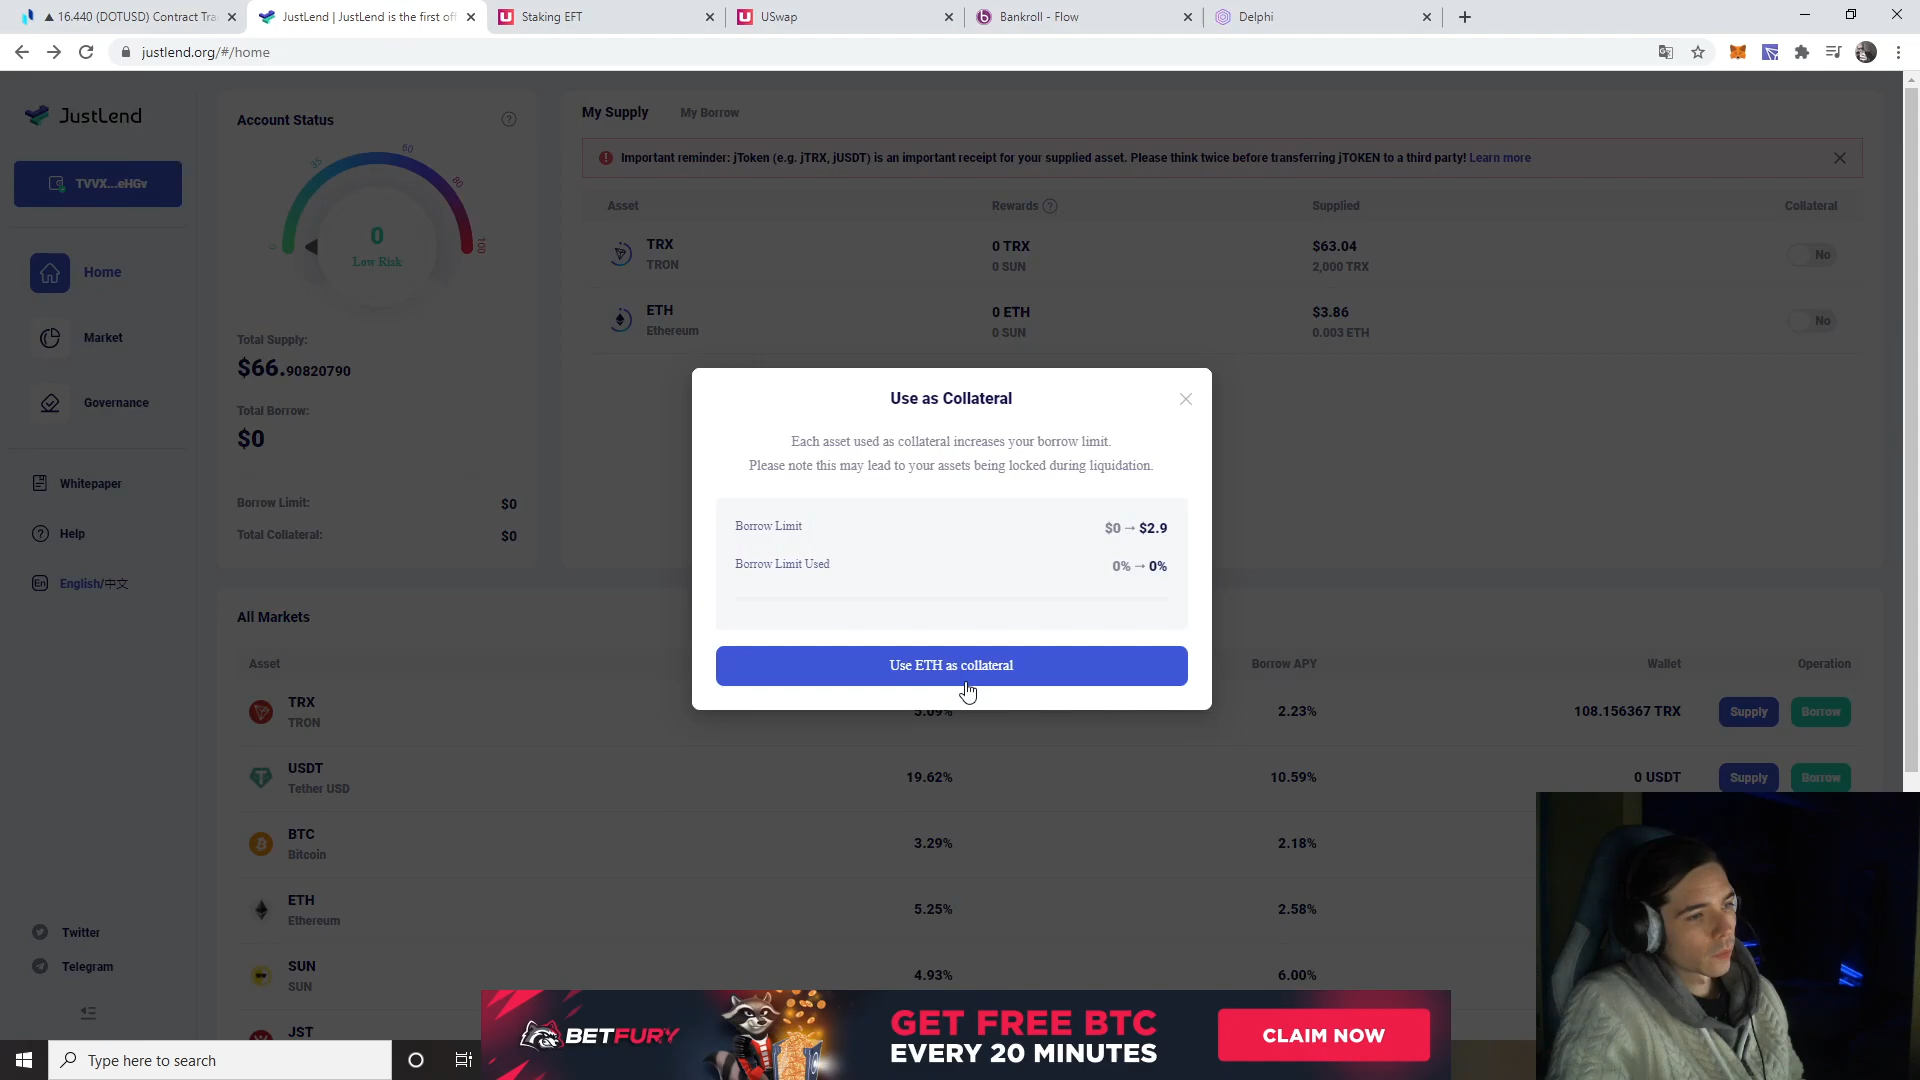 ▲ 16.440 (DOTUSD) Contract Tra
JustLend | JustLend is the first off
Staking EFT
USwap
Bankroll - Flow
Delphi
justlend.org/#/home
JustLend
TVVX...eHGv
Home
Market
Governance
Whitepaper
Help
En English/中文
Twitter
Telegram
Account Status
0
35
60
80
100
0
Low Risk
Total Supply:
$66.90820790
Total Borrow:
$0
Borrow Limit: $0
Total Collateral: $0
My Supply My Borrow
Important reminder: jToken (e.g. jTRX, jUSDT) is an important receipt for your supplied asset. Please think twice before transferring jTOKEN to a third party! Learn more
Asset Rewards Supplied Collateral
TRX 0 TRX $63.04 No
TRON 0 SUN 2,000 TRX
ETH 0 ETH $3.86 No
Ethereum 0 SUN 0.003 ETH
Use as Collateral
Each asset used as collateral increases your borrow limit.
Please note this may lead to your assets being locked during liquidation.
Borrow Limit $0 → $2.9
Borrow Limit Used 0% → 0%
Use ETH as collateral
All Markets
Asset Borrow APY Wallet Operation
TRX 5.09% 2.23% 108.156367 TRX Supply Borrow
TRON
USDT 19.62% 10.59% 0 USDT Supply Borrow
Tether USD
BTC 3.29% 2.18%
Bitcoin
ETH 5.25% 2.58%
Ethereum
SUN 4.93% 6.00%
SUN
JST
BETFURY
GET FREE BTC
EVERY 20 MINUTES
CLAIM NOW
Type here to search